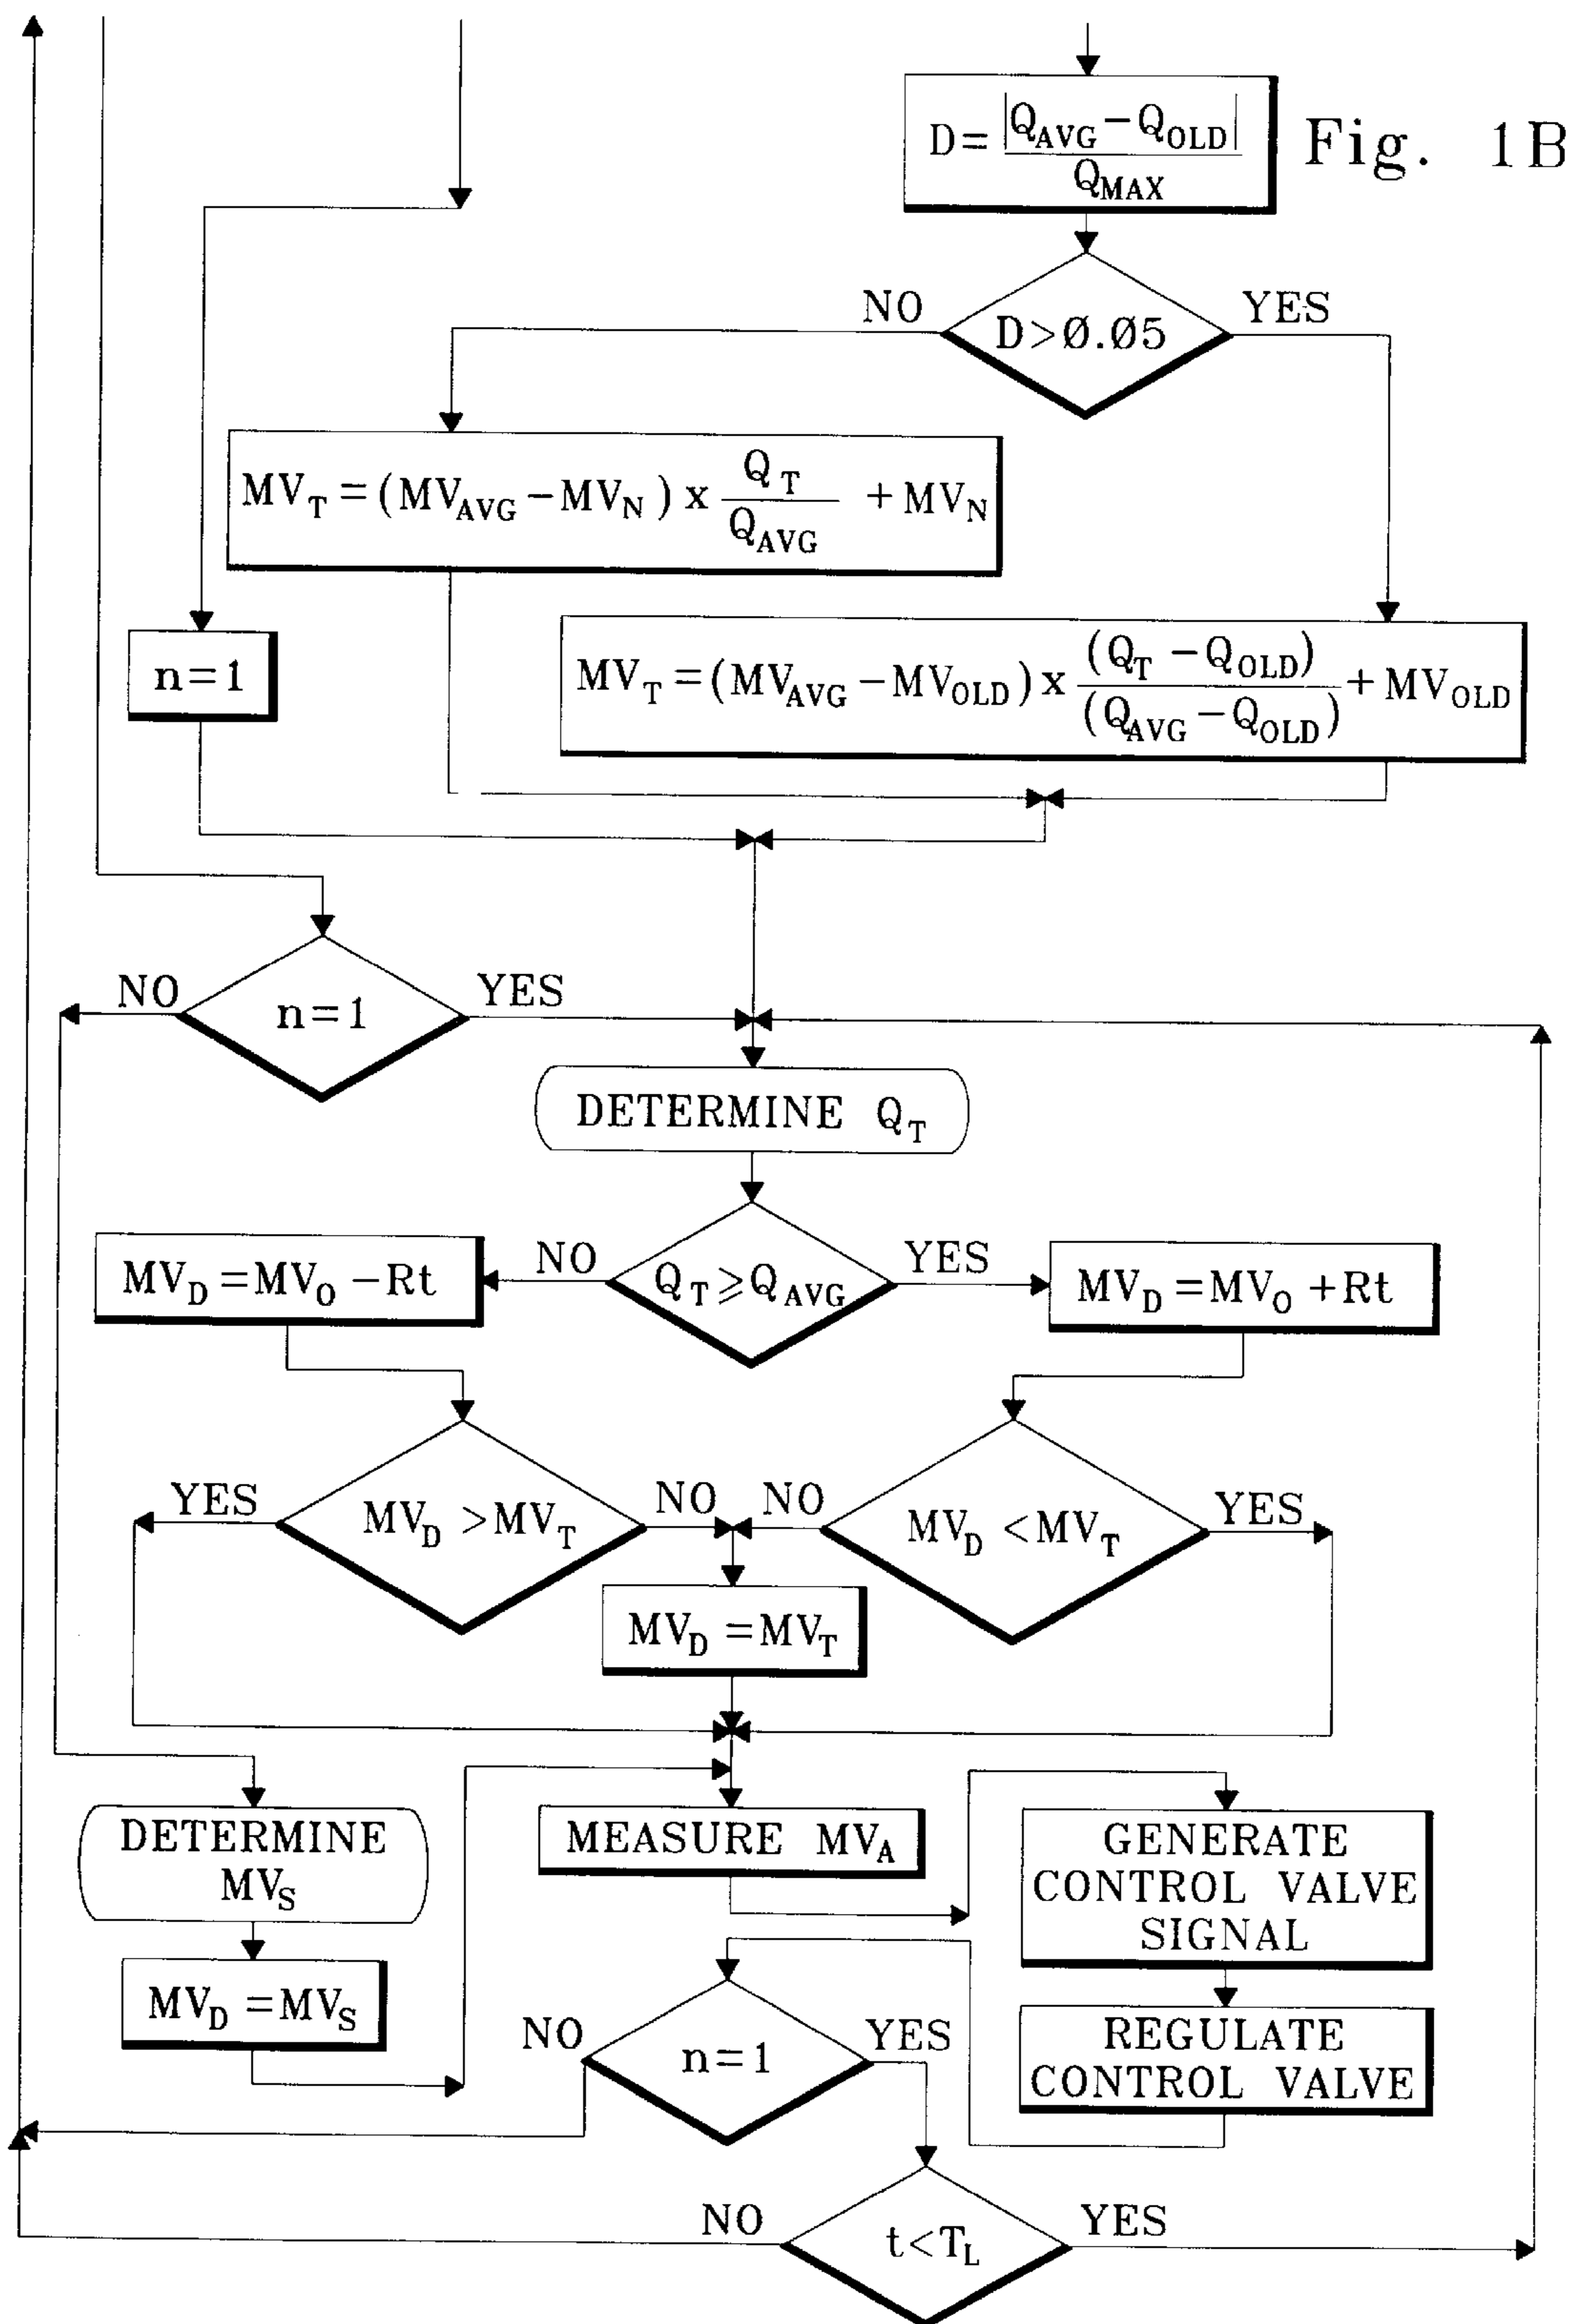 D = |Q_AVG − Q_OLD| / Q_MAX
Fig. 1B
NO
YES
D > Ø.Ø5
MV_T = (MV_AVG − MV_N) x Q_T / Q_AVG + MV_N
n = 1
MV_T = (MV_AVG − MV_OLD) x (Q_T − Q_OLD) / (Q_AVG − Q_OLD) + MV_OLD
NO
YES
n = 1
DETERMINE Q_T
MV_D = MV_O − Rt
NO
YES
Q_T ⩾ Q_AVG
MV_D = MV_O + Rt
YES
MV_D > MV_T
NO
NO
MV_D < MV_T
YES
MV_D = MV_T
DETERMINE
MV_S
MEASURE MV_A
GENERATE
CONTROL VALVE
SIGNAL
MV_D = MV_S
NO
YES
n = 1
REGULATE
CONTROL VALVE
NO
YES
t < T_L